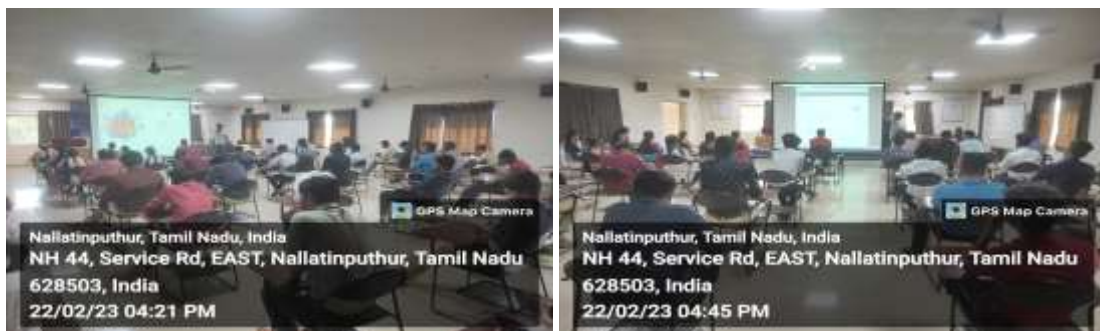 GPS Map Camera
Nallatinputhur, Tamil Nadu, India
NH 44, Service Rd, EAST, Nallatinputhur, Tamil Nadu
628503, India
22/02/23 04:21 PM
GPS Map Camera
Nallatinputhur, Tamil Nadu, India
NH 44, Service Rd, EAST, Nallatinputhur, Tamil Nadu
628503, India
22/02/23 04:45 PM